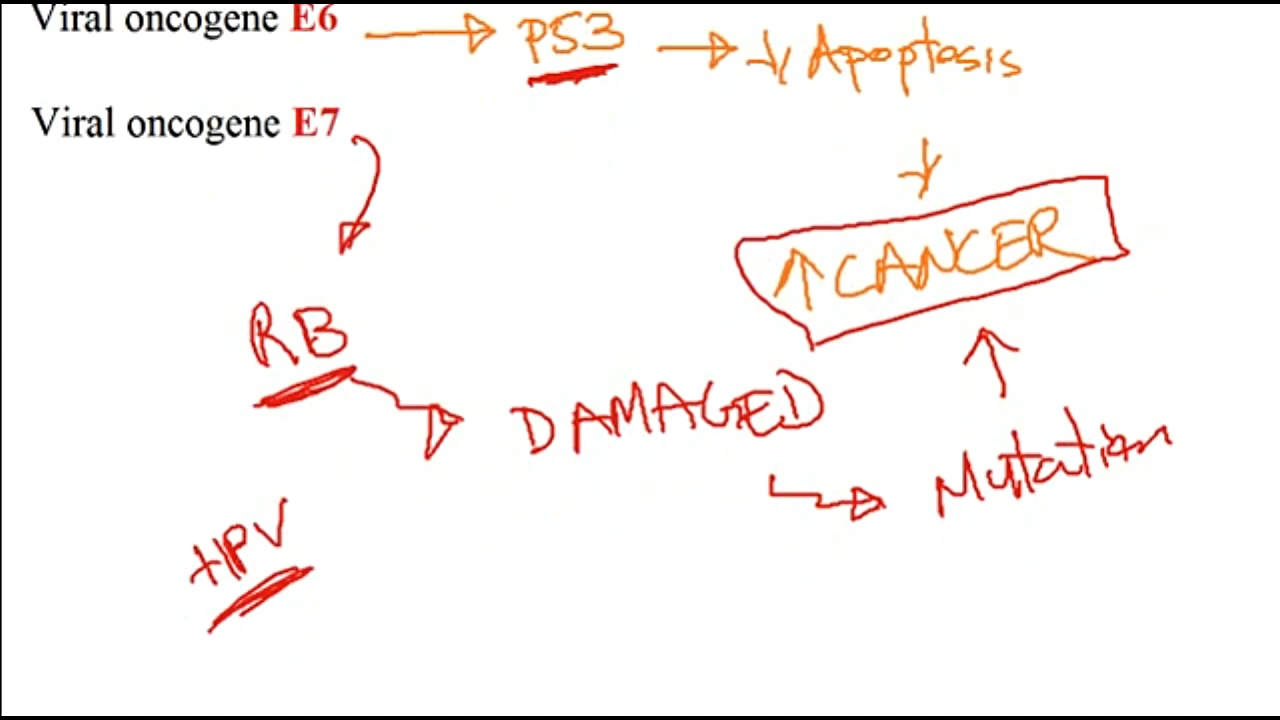 Viral oncogene E6 → P53 → ↓ Apoptosis
Viral oncogene E7
↓
↑ CANCER
RB
↑
DAMAGED
→ Mutation
HPV